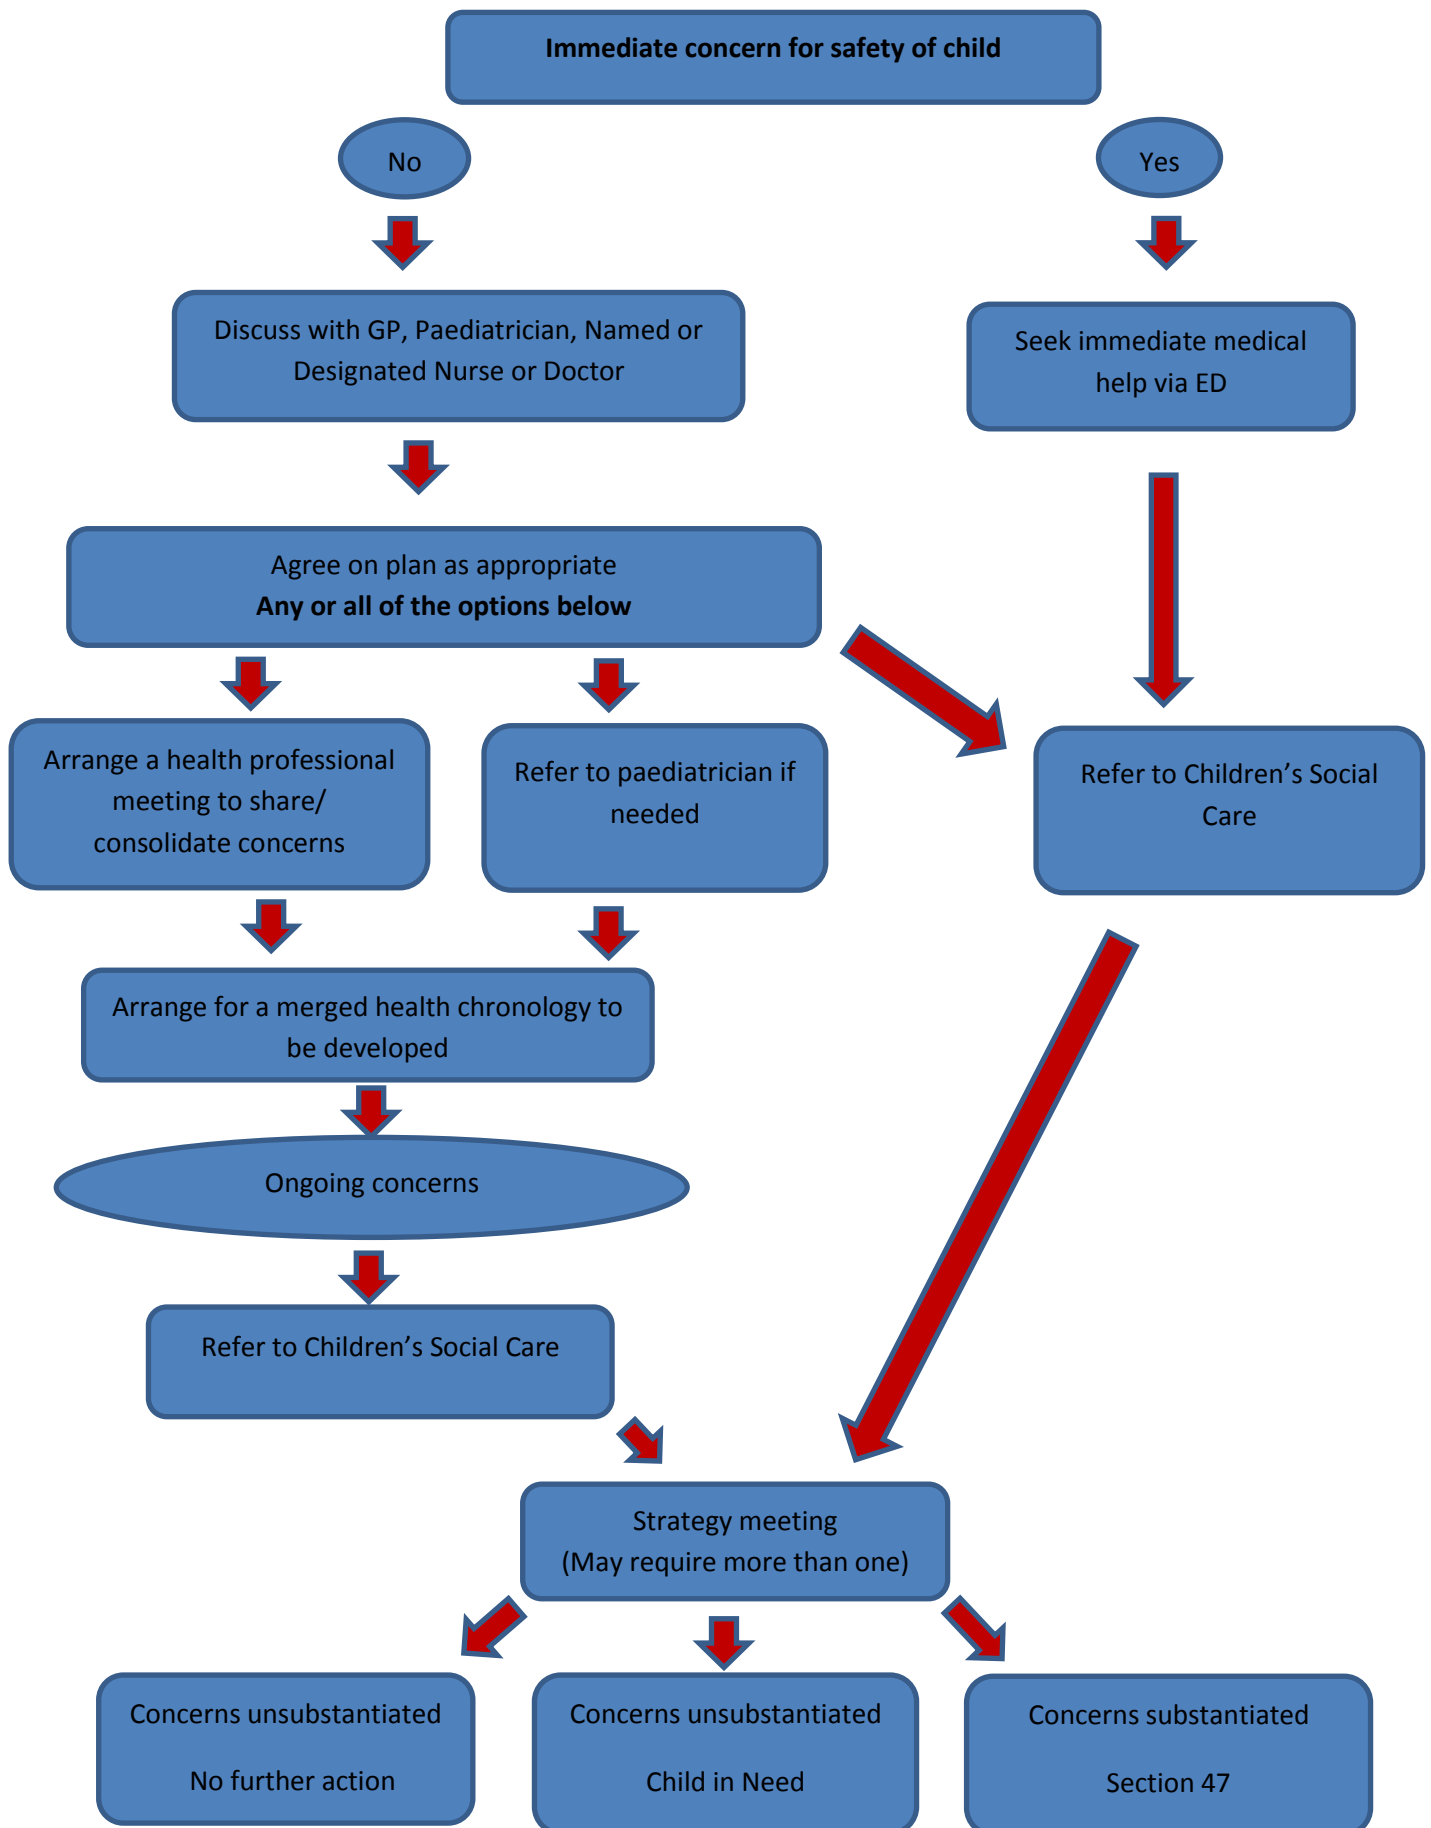 Immediate concern for safety of child
No
Yes
Discuss with GP, Paediatrician, Named or
Designated Nurse or Doctor
Seek immediate medical
help via ED
Agree on plan as appropriate
Any or all of the options below
Arrange a health professional
meeting to share/
consolidate concerns
Refer to paediatrician if
needed
Refer to Children’s Social
Care
Arrange for a merged health chronology to
be developed
Ongoing concerns
Refer to Children’s Social Care
Strategy meeting
(May require more than one)
Concerns unsubstantiated
No further action
Concerns unsubstantiated
Child in Need
Concerns substantiated
Section 47